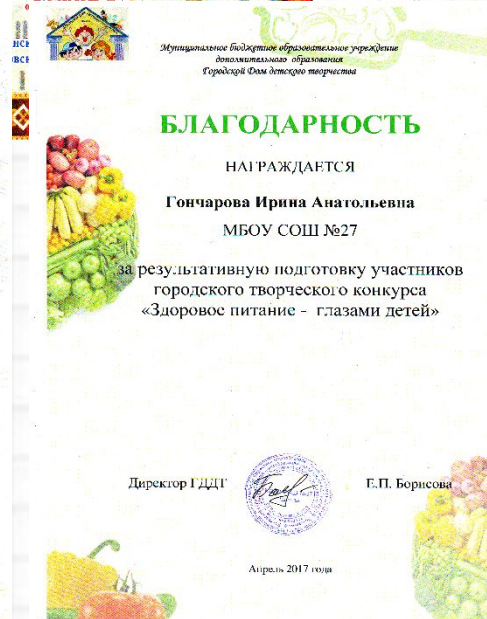 Муниципальное бюджетное образовательное учреждение
дополнительного образования
Городской Дом детского творчества
БЛАГОДАРНОСТЬ
НАГРАЖДАЕТСЯ
Гончарова Ирина Анатольевна
МБОУ СОШ №27
за результативную подготовку участников
городского творческого конкурса
«Здоровое питание - глазами детей»
Директор ГДДТ
Е.П. Борисова
Апрель 2017 года